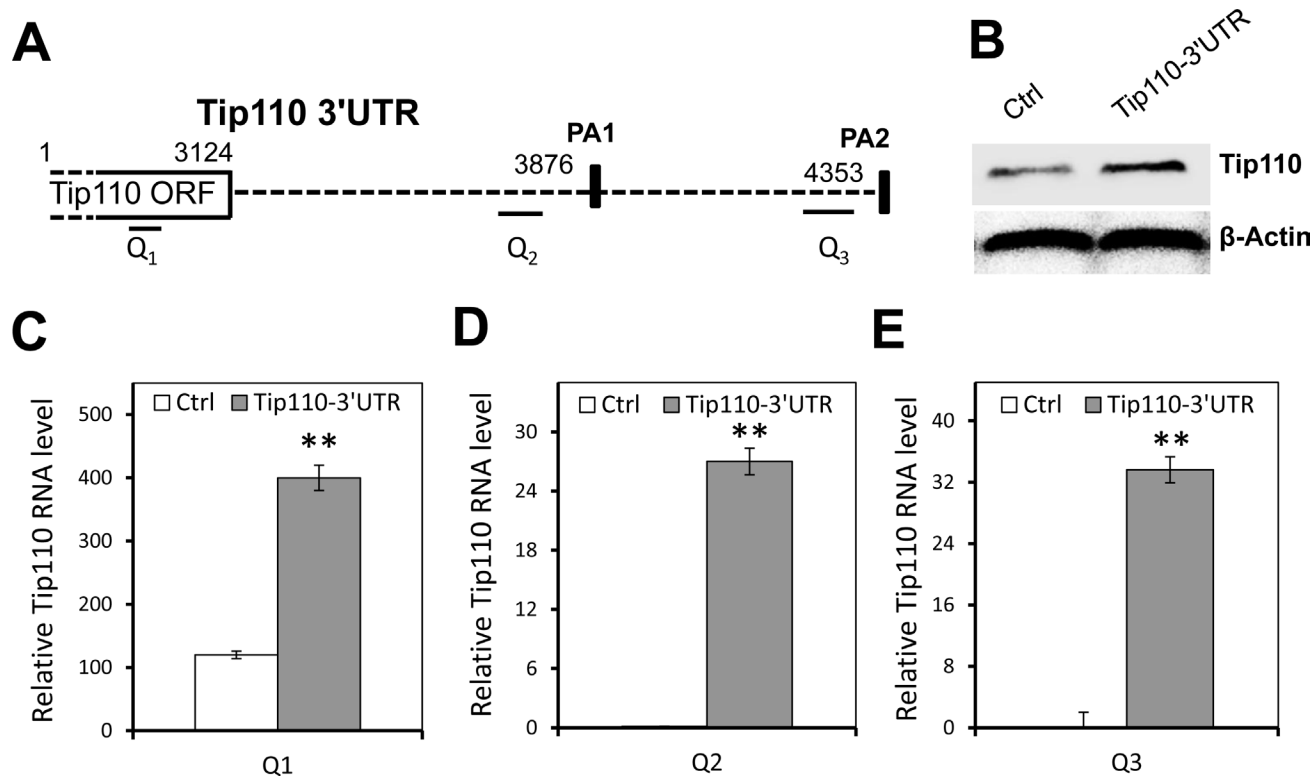 A
Tip110 3'UTR
1
3124
3876
PA1
4353
PA2
Tip110 ORF
Q1
Q2
Q3
B
Ctrl
Tip110-3'UTR
Tip110
β-Actin
C
Relative Tip110 RNA level
500
400
300
200
100
0
Ctrl
Tip110-3'UTR
**
Q1
D
Relative Tip110 RNA level
30
24
18
12
6
0
Ctrl
Tip110-3'UTR
**
Q2
E
Relative Tip110 RNA level
40
32
24
16
8
0
Ctrl
Tip110-3'UTR
**
Q3